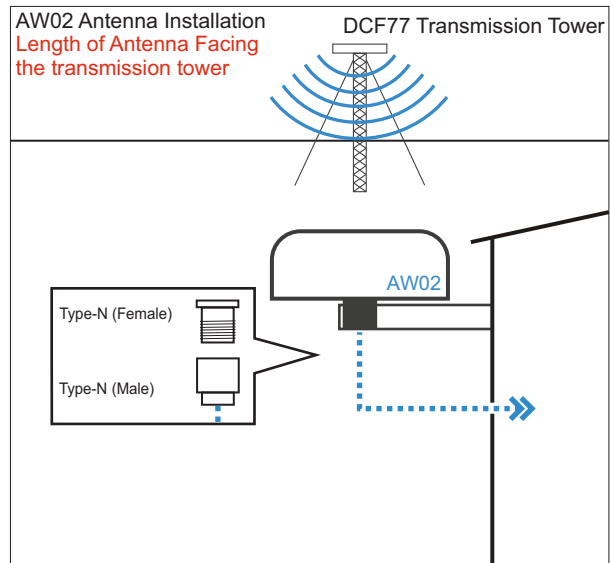 AW02 Antenna Installation
Length of Antenna Facing
the transmission tower
DCF77 Transmission Tower
AW02
Type-N (Female)
Type-N (Male)